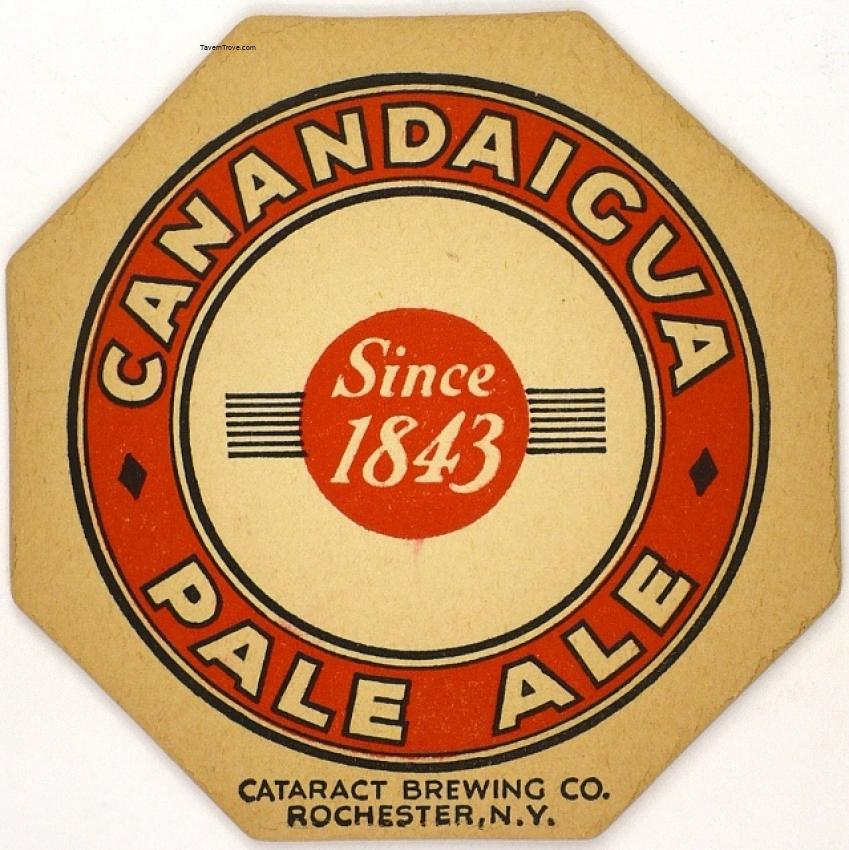 TavernTrove.com
CANANDAIGUA
Since
1843
PALE ALE
CATARACT BREWING CO.
ROCHESTER, N.Y.